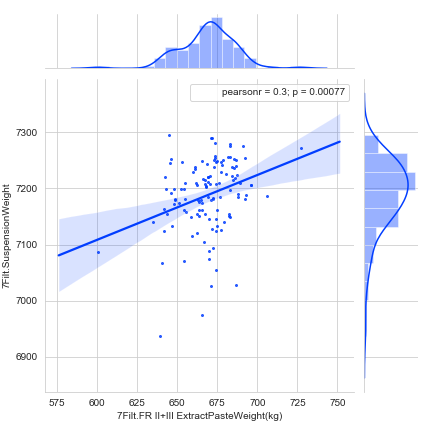 pearsonr = 0.3; p = 0.00077
7300
7200
7100
7000
6900
7Filt.SuspensionWeight
575 600 625 650 675 700 725 750
7Filt.FR II+III ExtractPasteWeight(kg)